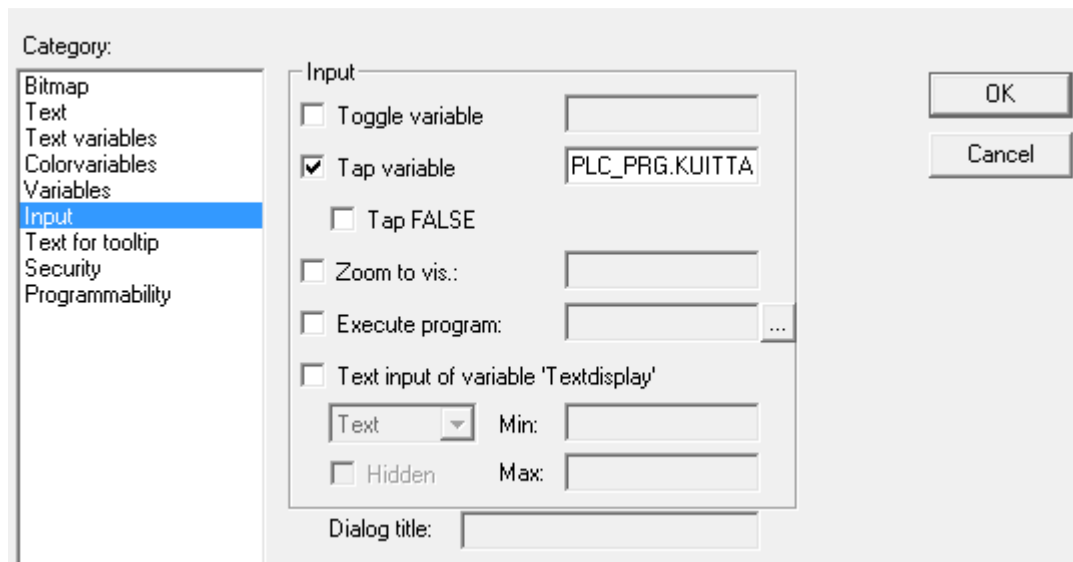 Category:
Bitmap
Text
Text variables
Colorvariables
Variables
Input
Text for tooltip
Security
Programmability
Input
Toggle variable
Tap variable PLC_PRG.KUITTA
Tap FALSE
Zoom to vis.:
Execute program: ...
Text input of variable 'Textdisplay'
Text Min:
Hidden Max:
Dialog title:
OK
Cancel